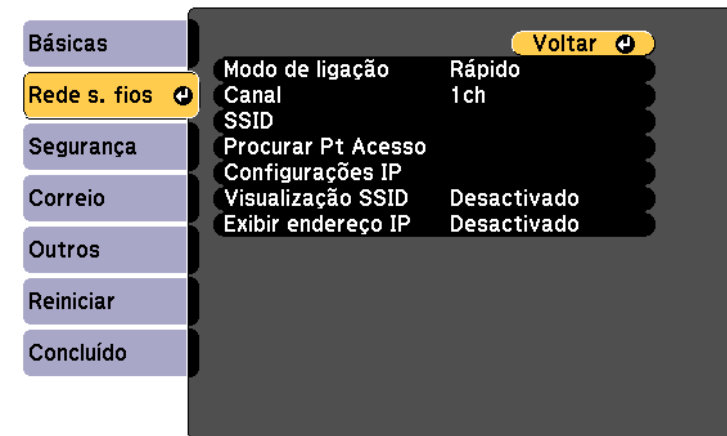 Básicas
Rede s. fios
Segurança
Correio
Outros
Reiniciar
Concluído
Voltar
Modo de ligação Rápido
Canal 1ch
SSID
Procurar Pt Acesso
Configurações IP
Visualização SSID Desactivado
Exibir endereço IP Desactivado